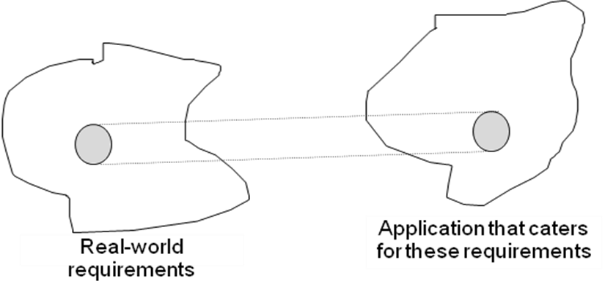 Real-world
requirements
Application that caters
for these requirements